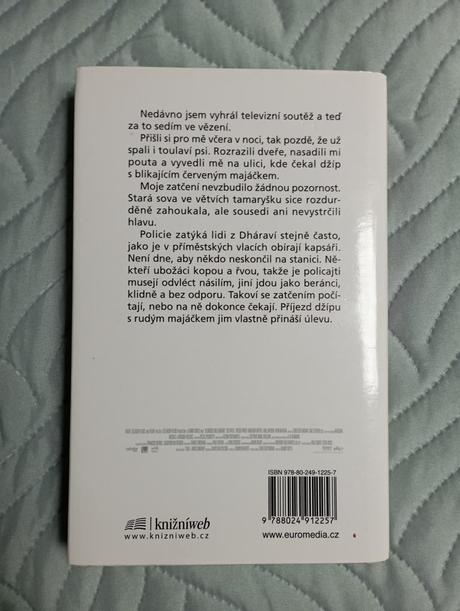 Nedávno jsem vyhrál televizní soutěž a teď
za to sedím ve vězení.
Přišli si pro mě včera v noci, tak pozdě, že už
spali i toulaví psi. Rozrazili dveře, nasadili mi
pouta a vyvedli mě na ulici, kde čekal džíp
s blikajícím červeným majáčkem.
Moje zatčení nevzbudilo žádnou pozornost.
Stará sova ve větvích tamaryšku sice rozdur-
děně zahoukala, ale sousedi ani nevystrčili
hlavu.
Policie zatýká lidi z Dháraví stejně často,
jako je v příměstských vlacích obírají kapsáři.
Není dne, aby někdo neskončil na stanici. Ně-
kteří ubožáci kopou a řvou, takže je policajti
musejí odvléct násilím, jiní jdou jako beránci,
klidně a bez odporu. Takoví se zatčením počí-
tají, nebo na ně dokonce čekají. Příjezd džípu
s rudým majáčkem jim vlastně přináší úlevu.
ISBN 978-80-249-1225-7
9 788024 912257
knižníweb
www.knizniweb.cz
www.euromedia.cz